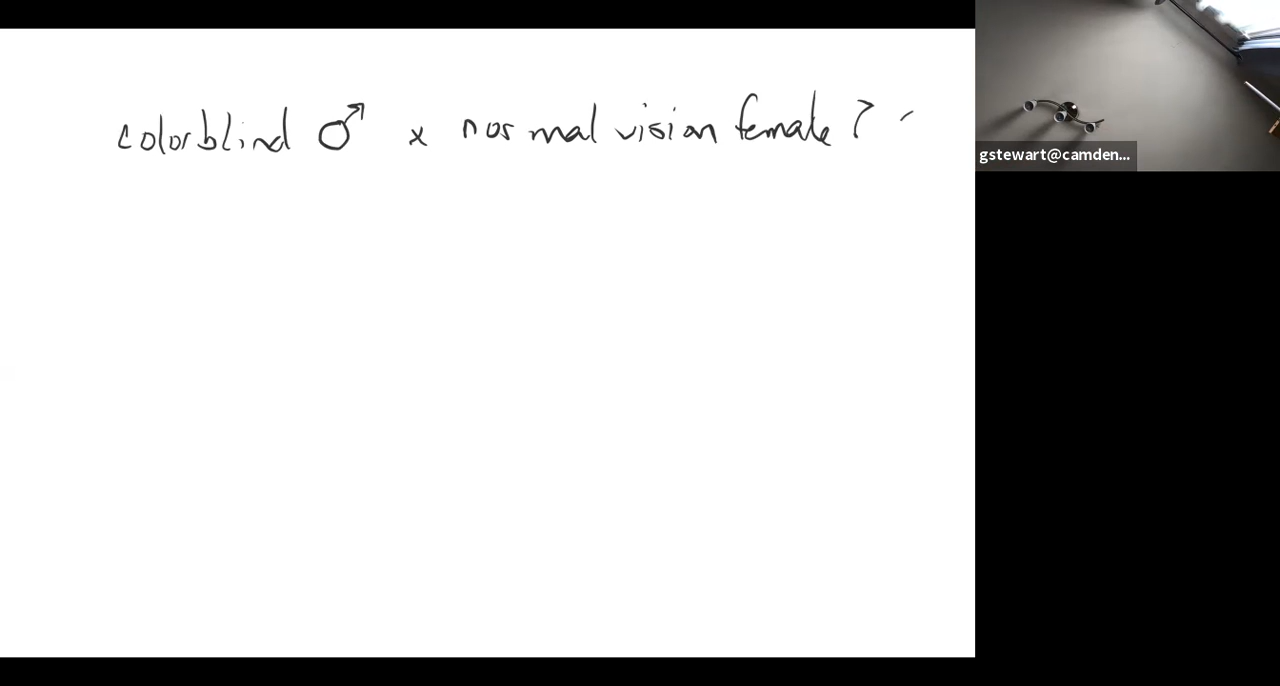 colorblind ♂ x normal vision female?
gstewart@camden...